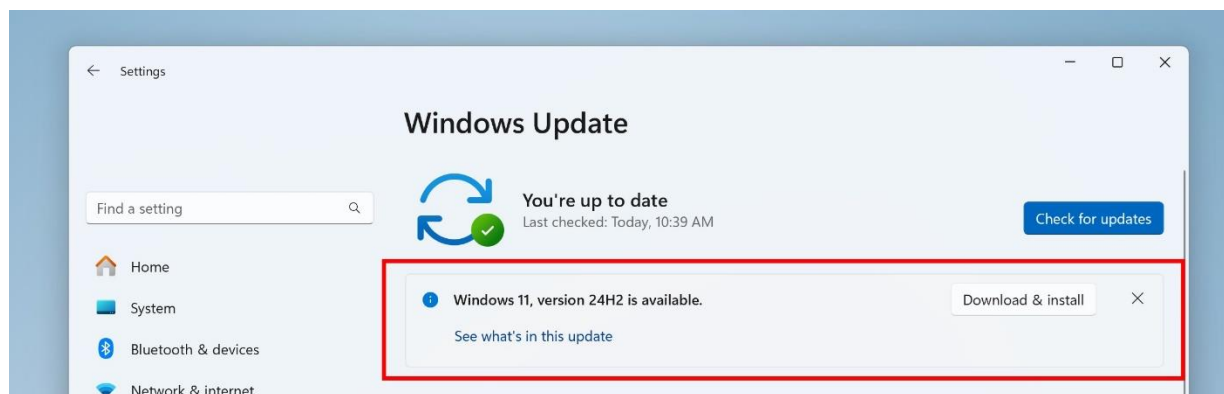 Settings
Windows Update
Find a setting
You're up to date
Last checked: Today, 10:39 AM
Check for updates
Home
System
Bluetooth & devices
Network & internet
Windows 11, version 24H2 is available.
Download & install
See what's in this update